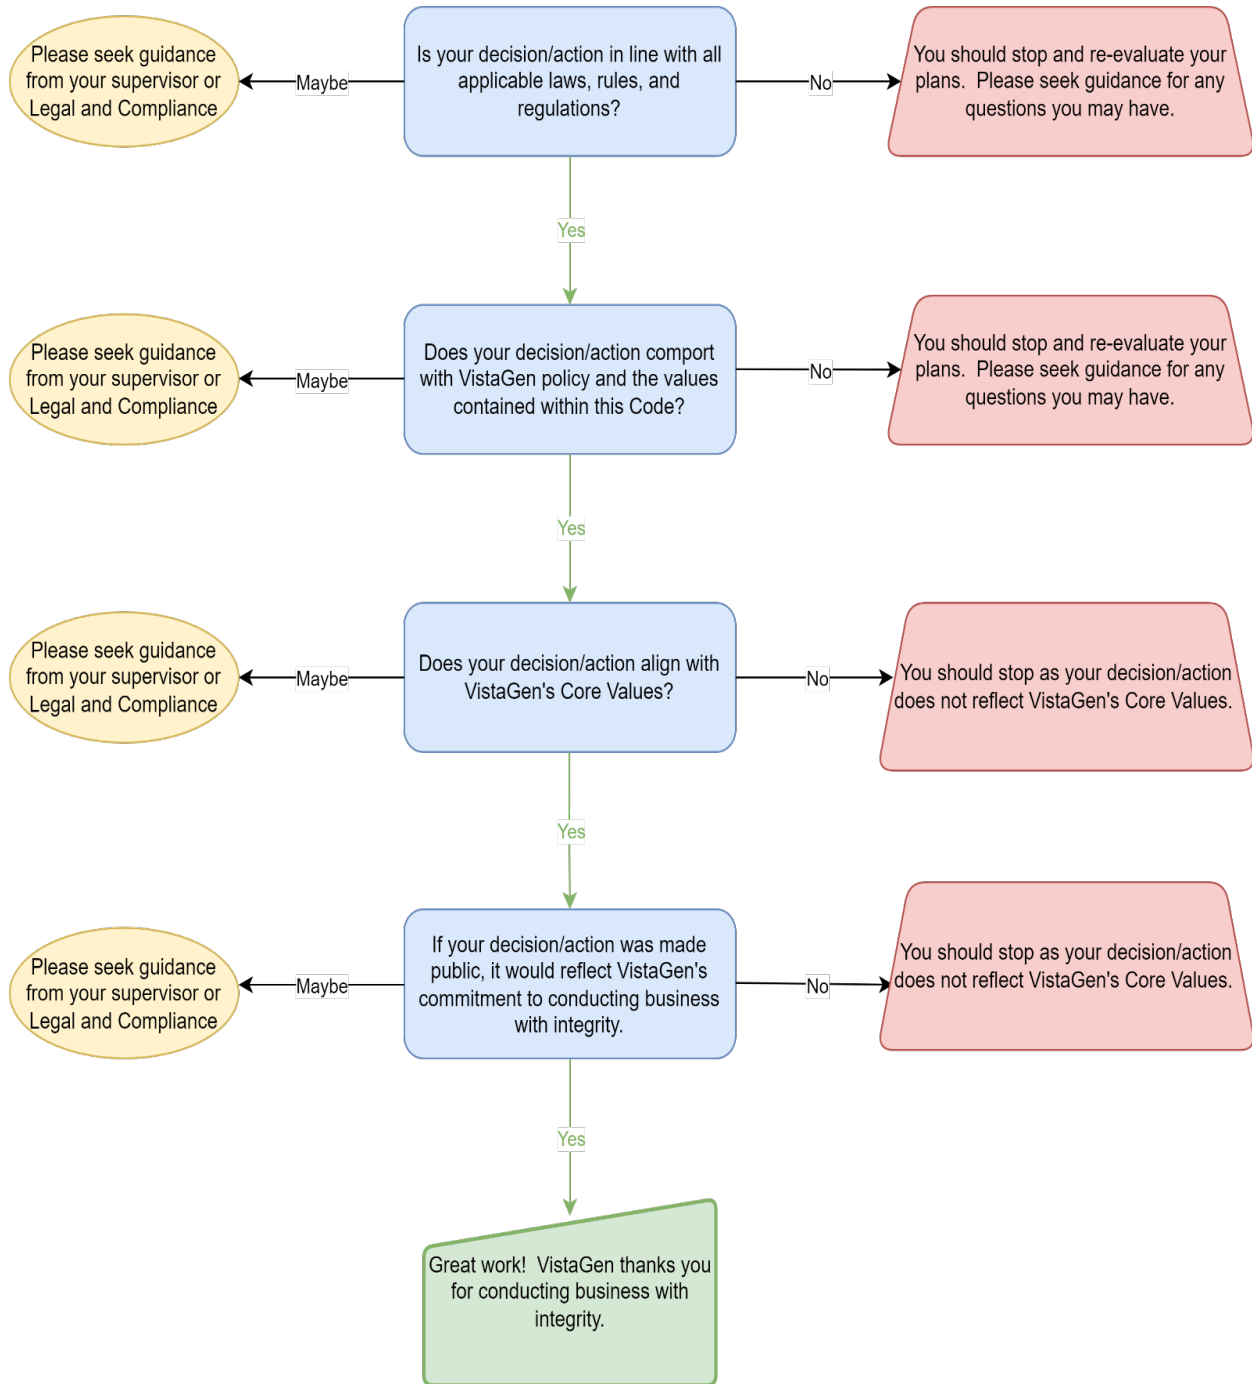 Please seek guidance
from your supervisor or
Legal and Compliance
Maybe
Is your decision/action in line with all
applicable laws, rules, and
regulations?
No
You should stop and re-evaluate your
plans.  Please seek guidance for any
questions you may have.
Yes
Please seek guidance
from your supervisor or
Legal and Compliance
Maybe
Does your decision/action comport
with VistaGen policy and the values
contained within this Code?
No
You should stop and re-evaluate your
plans.  Please seek guidance for any
questions you may have.
Yes
Please seek guidance
from your supervisor or
Legal and Compliance
Maybe
Does your decision/action align with
VistaGen's Core Values?
No
You should stop as your decision/action
does not reflect VistaGen's Core Values.
Yes
Please seek guidance
from your supervisor or
Legal and Compliance
Maybe
If your decision/action was made
public, it would reflect VistaGen's
commitment to conducting business
with integrity.
No
You should stop as your decision/action
does not reflect VistaGen's Core Values.
Yes
Great work!  VistaGen thanks you
for conducting business with
integrity.